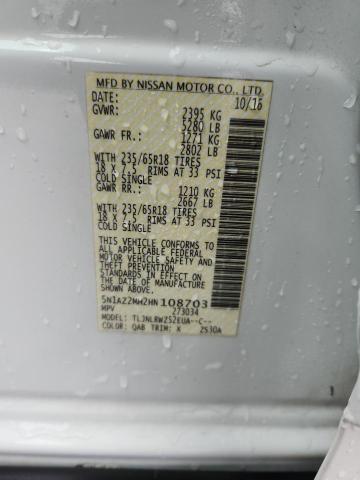 MFD BY NISSAN MOTOR CO., LTD.
DATE: 10/16
GVWR: 2395 KG
5280 LB
GAWR FR.: 1271 KG
2802 LB
WITH 235/65R18 TIRES
18 X 7.5 RIMS AT 33 PSI
COLD SINGLE
GAWR RR.: 1210 KG
2667 LB
WITH 235/65R18 TIRES
18 X 7.5 RIMS AT 33 PSI
COLD SINGLE
THIS VEHICLE CONFORMS TO
ALL APPLICABLE FEDERAL
MOTOR VEHICLE SAFETY AND
THEFT PREVENTION STANDARDS
IN EFFECT ON THE DATE OF
MANUFACTURE
SHOWN ABOVE.
5N1AZ2MH2HN108703
MPV 273034
MODEL: TLJNLRWZ52EUA--C--
COLOR: QAB TRIM: K 2530A